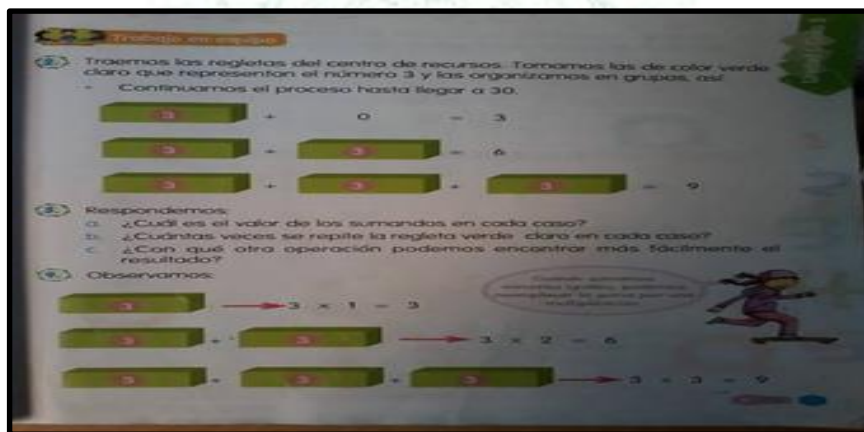 Trabajo en equipo
2. Traemos las regletas del centro de recursos. Tomamos las de color verde
claro que representan el número 3 y las organizamos en grupos, así:
• Continuamos el proceso hasta llegar a 30.
3 + 0 = 3
3 + 3 = 6
3 + 3 + 3 = 9
3. Respondemos:
a. ¿Cuál es el valor de los sumandos en cada caso?
b. ¿Cuántas veces se repite la regleta verde claro en cada caso?
c. ¿Con qué otra operación podemos encontrar más fácilmente el
resultado?
4. Observamos:
3 → 3 × 1 = 3
3 + 3 → 3 × 2 = 6
3 + 3 + 3 → 3 × 3 = 9